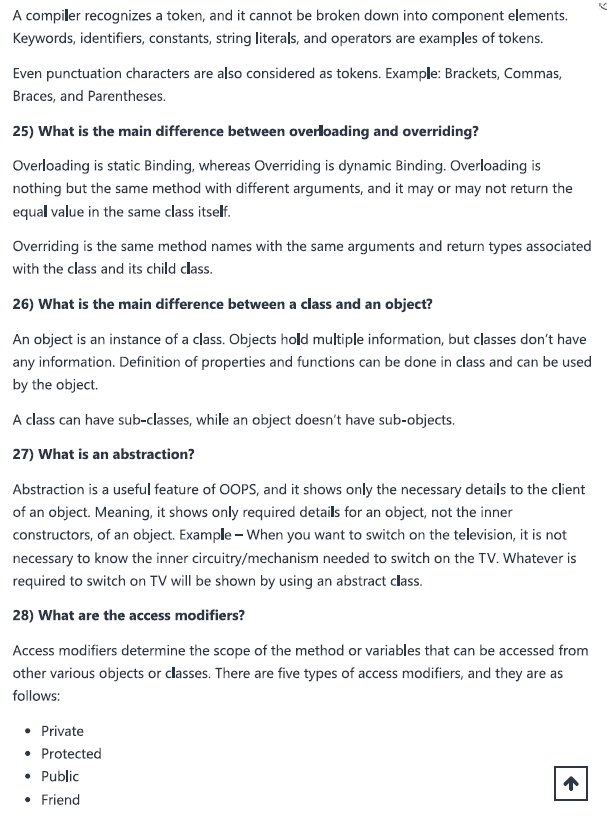 A compiler recognizes a token, and it cannot be broken down into component elements.
Keywords, identifiers, constants, string literals, and operators are examples of tokens.
Even punctuation characters are also considered as tokens. Example: Brackets, Commas,
Braces, and Parentheses.
25) What is the main difference between overloading and overriding?
Overloading is static Binding, whereas Overriding is dynamic Binding. Overloading is
nothing but the same method with different arguments, and it may or may not return the
equal value in the same class itself.
Overriding is the same method names with the same arguments and return types associated
with the class and its child class.
26) What is the main difference between a class and an object?
An object is an instance of a class. Objects hold multiple information, but classes don't have
any information. Definition of properties and functions can be done in class and can be used
by the object.
A class can have sub-classes, while an object doesn't have sub-objects.
27) What is an abstraction?
Abstraction is a useful feature of OOPS, and it shows only the necessary details to the client
of an object. Meaning, it shows only required details for an object, not the inner
constructors, of an object. Example – When you want to switch on the television, it is not
necessary to know the inner circuitry/mechanism needed to switch on the TV. Whatever is
required to switch on TV will be shown by using an abstract class.
28) What are the access modifiers?
Access modifiers determine the scope of the method or variables that can be accessed from
other various objects or classes. There are five types of access modifiers, and they are as
follows:
• Private
• Protected
• Public
• Friend